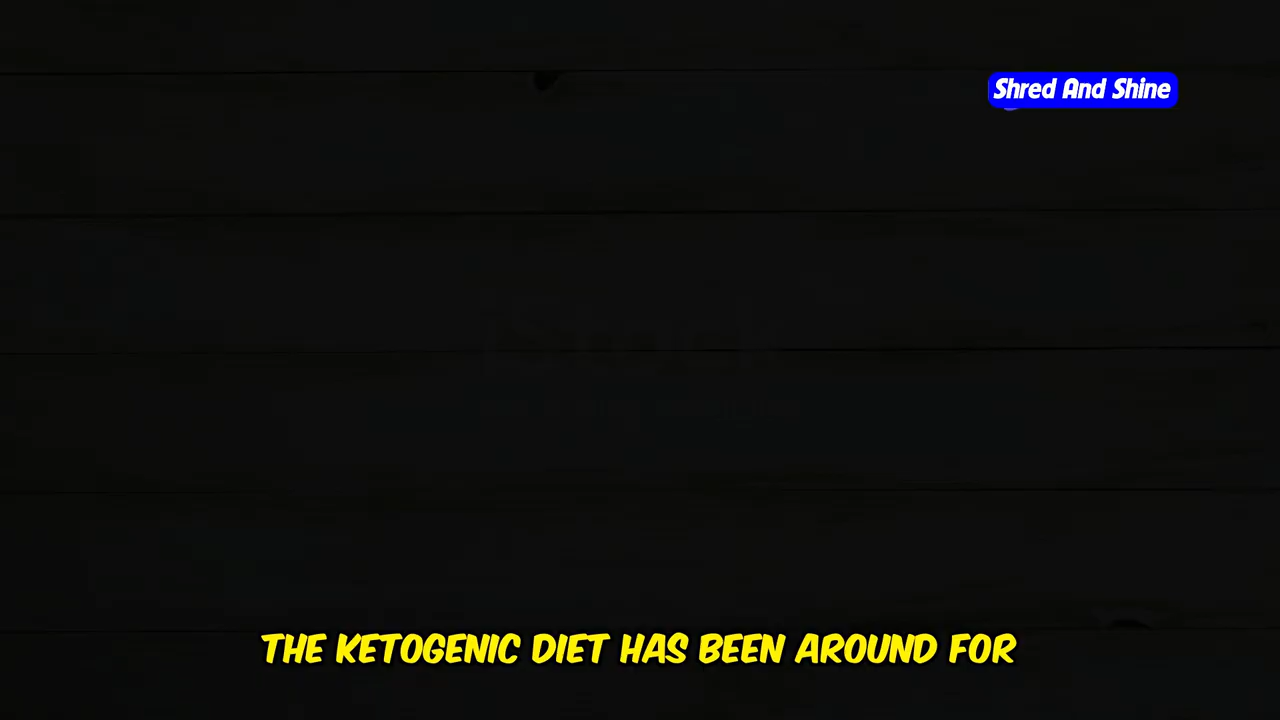 Shred And Shine
THE KETOGENIC DIET HAS BEEN AROUND FOR